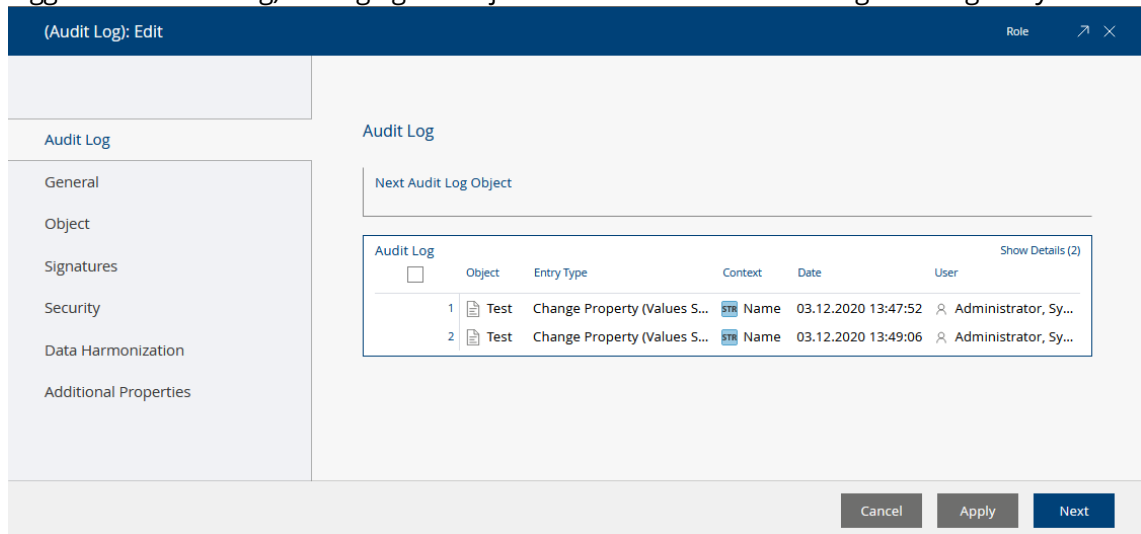 (Audit Log): Edit Role
Audit Log
General
Object
Signatures
Security
Data Harmonization
Additional Properties
Audit Log
Next Audit Log Object
Audit Log Show Details (2)
Object Entry Type Context Date User
1 Test Change Property (Values S... STR Name 03.12.2020 13:47:52 Administrator, Sy...
2 Test Change Property (Values S... STR Name 03.12.2020 13:49:06 Administrator, Sy...
Cancel Apply Next